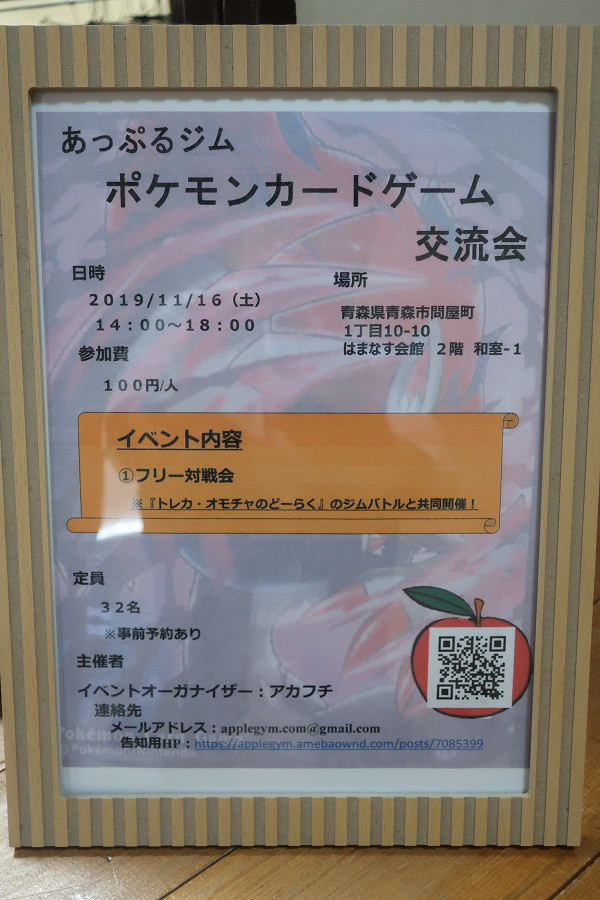 あっぷるジム
ポケモンカードゲーム
交流会
日時
２０１９/１１/１６（土）
１４：００～１８：００
参加費
１００円/人
場所
青森県青森市問屋町
１丁目10-10
はまなす会館 ２階 和室-１
イベント内容
①フリー対戦会
※『トレカ・オモチャのどーらく』のジムバトルと共同開催！
定員
３２名
※事前予約あり
主催者
イベントオーガナイザー：アカフチ
連絡先
メールアドレス：applegym.com@gmail.com
告知用HP：https://applegym.amebaownd.com/posts/7085399
Pokémon/Nintendo